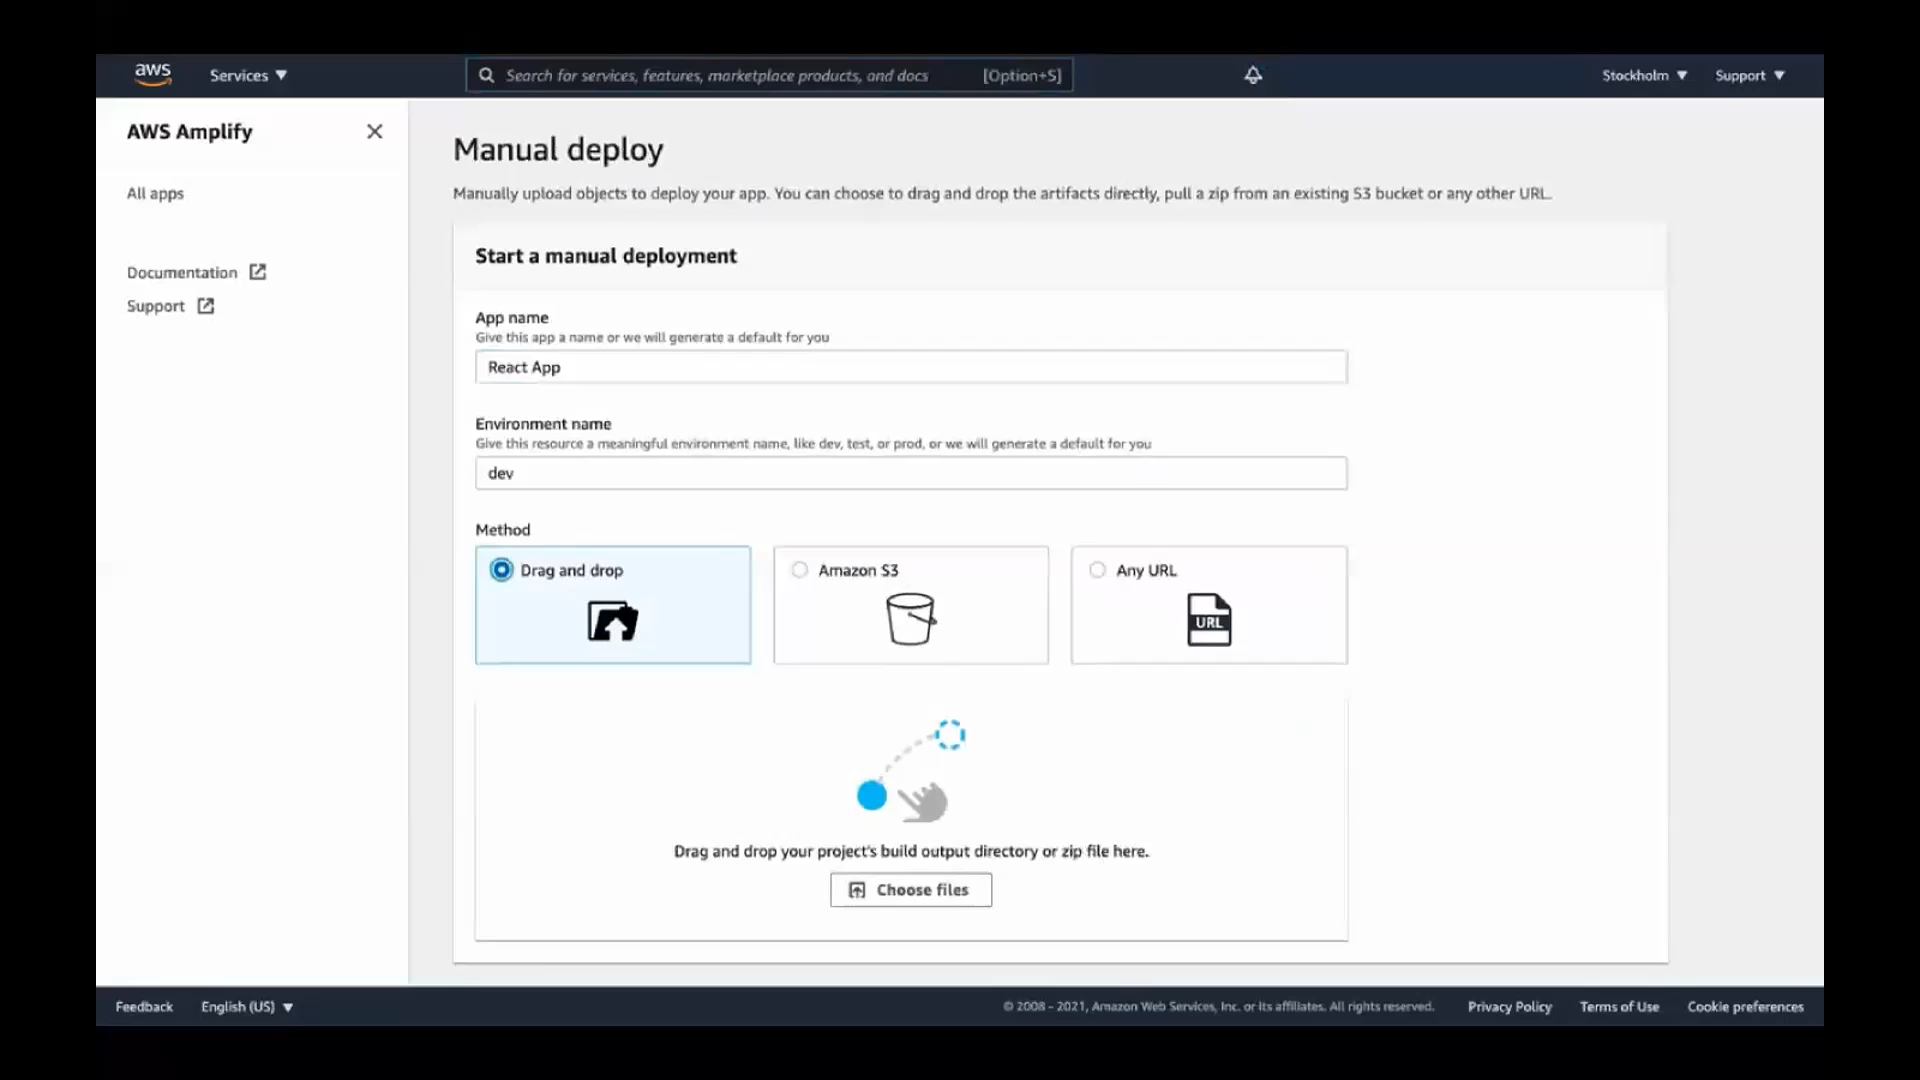 aws
Services
Search for services, features, marketplace products, and docs
[Option+S]
Stockholm
Support
AWS Amplify
All apps
Documentation
Support
Manual deploy
Manually upload objects to deploy your app. You can choose to drag and drop the artifacts directly, pull a zip from an existing S3 bucket or any other URL.
Start a manual deployment
App name
Give this app a name or we will generate a default for you
React App
Environment name
Give this resource a meaningful environment name, like dev, test, or prod, or we will generate a default for you
dev
Method
Drag and drop
Amazon S3
Any URL
URL
Drag and drop your project's build output directory or zip file here.
Choose files
Feedback
English (US)
© 2008 - 2021, Amazon Web Services, Inc. or its affiliates. All rights reserved.
Privacy Policy
Terms of Use
Cookie preferences